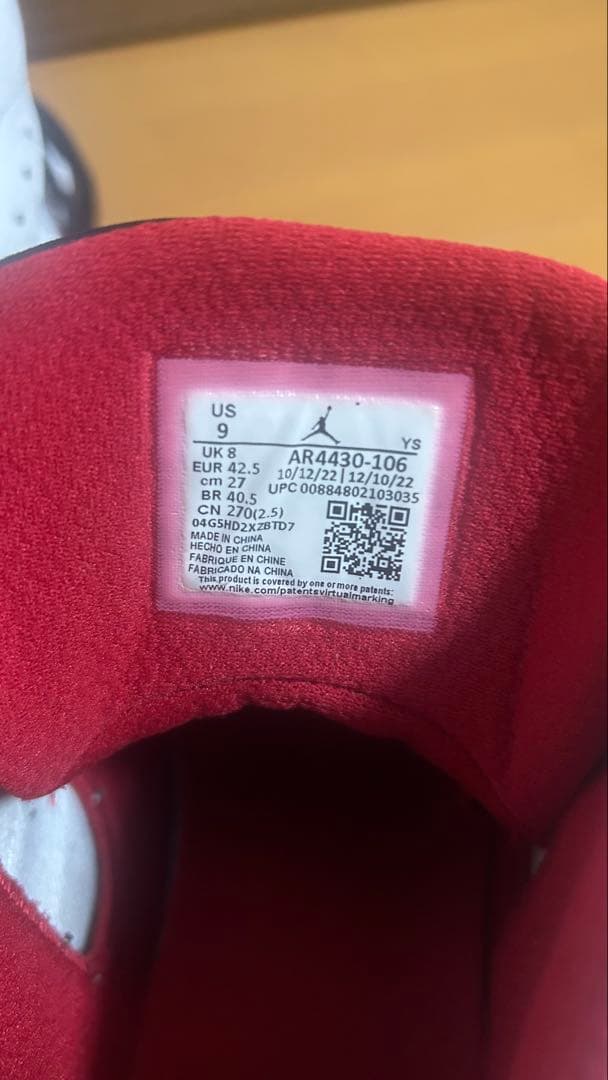 US
9
YS
UK 8
AR4430-106
EUR 42.5
10/12/22 | 12/10/22
cm 27
UPC 00884802103035
BR 40.5
CN 270(2.5)
04G5HD2XZBTD7
MADE IN CHINA
HECHO EN CHINA
FABRIQUE EN CHINE
FABRICADO NA CHINA
This product is covered by one or more patents:
www.nike.com/patentsvirtualmarking